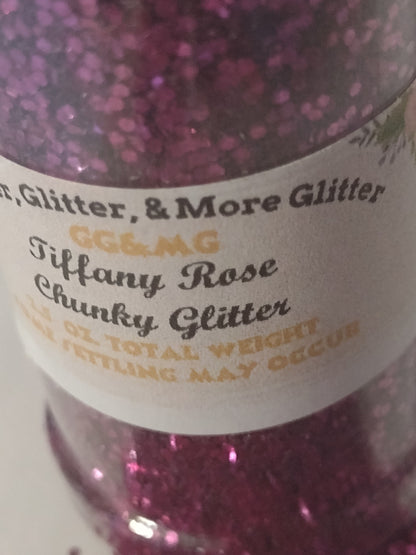 r,Glitter, & More Glitter
GG&MG
Tiffany Rose
Chunky Glitter
OZ. TOTAL WEIGHT
SETTLING MAY OCCUR